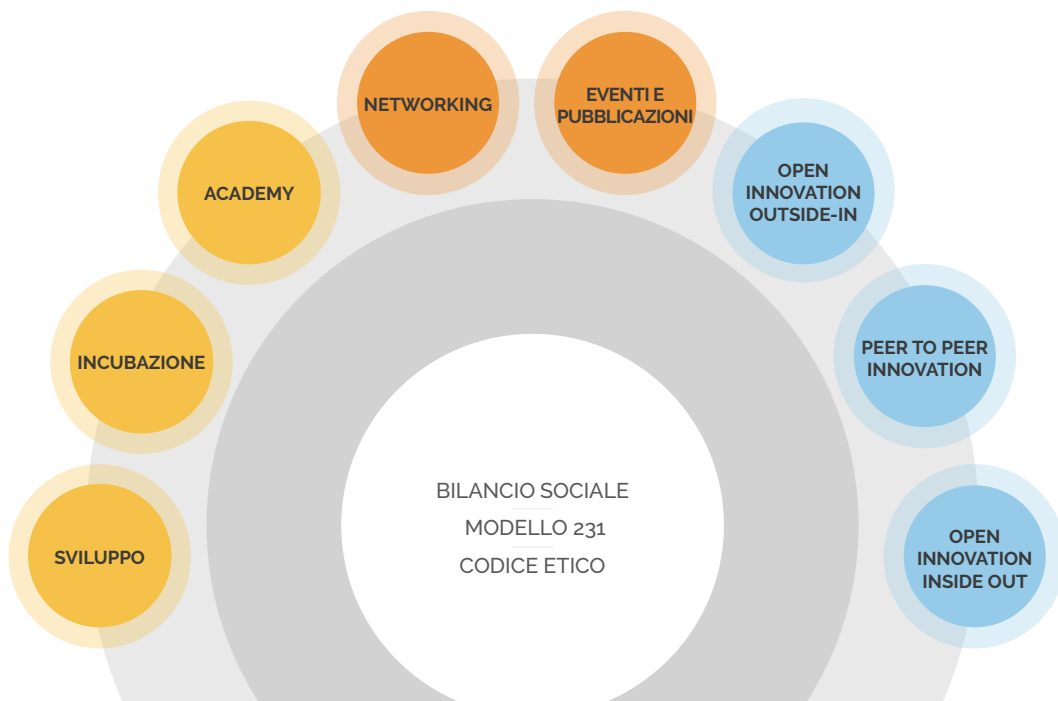 NETWORKING
EVENTI E
PUBBLICAZIONI
ACADEMY
OPEN
INNOVATION
OUTSIDE-IN
INCUBAZIONE
PEER TO PEER
INNOVATION
SVILUPPO
OPEN
INNOVATION
INSIDE OUT
BILANCIO SOCIALE
MODELLO 231
CODICE ETICO